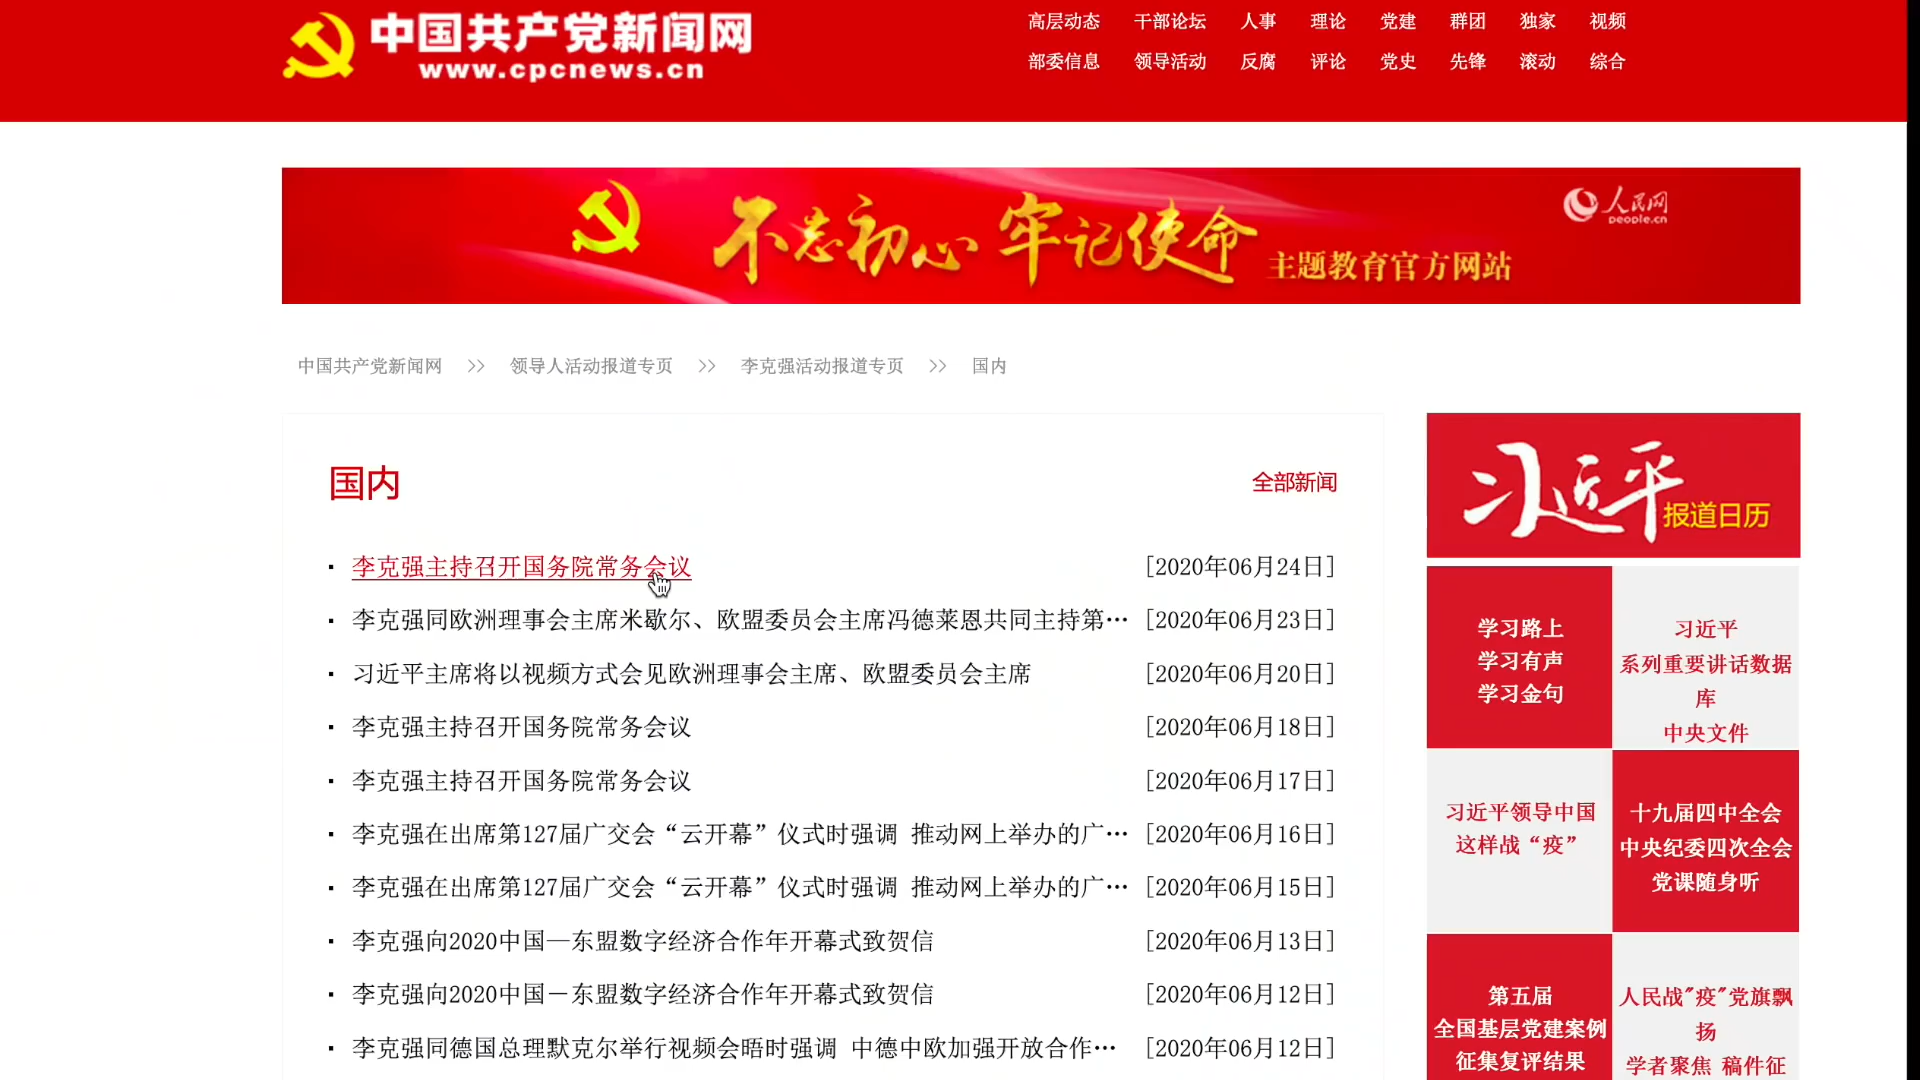 中国共产党新闻网
www.cpcnews.cn
高层动态 干部论坛 人事 理论 党建 群团 独家 视频
部委信息 领导活动 反腐 评论 党史 先锋 滚动 综合
不忘初心 牢记使命 主题教育官方网站
人民网
people.cn
中国共产党新闻网 >> 领导人活动报道专页 >> 李克强活动报道专页 >> 国内
国内
全部新闻
李克强主持召开国务院常务会议 [2020年06月24日]
李克强同欧洲理事会主席米歇尔、欧盟委员会主席冯德莱恩共同主持第… [2020年06月23日]
习近平主席将以视频方式会见欧洲理事会主席、欧盟委员会主席 [2020年06月20日]
李克强主持召开国务院常务会议 [2020年06月18日]
李克强主持召开国务院常务会议 [2020年06月17日]
李克强在出席第127届广交会“云开幕”仪式时强调 推动网上举办的广… [2020年06月16日]
李克强在出席第127届广交会“云开幕”仪式时强调 推动网上举办的广… [2020年06月15日]
李克强向2020中国—东盟数字经济合作年开幕式致贺信 [2020年06月13日]
李克强向2020中国－东盟数字经济合作年开幕式致贺信 [2020年06月12日]
李克强同德国总理默克尔举行视频会晤时强调 中德中欧加强开放合作… [2020年06月12日]
习近平报道日历
学习路上
学习有声
学习金句
习近平
系列重要讲话数据
库
中央文件
习近平领导中国
这样战“疫”
十九届四中全会
中央纪委四次全会
党课随身听
第五届
全国基层党建案例
征集复评结果
人民战"疫"党旗飘
扬
学者聚焦 稿件征